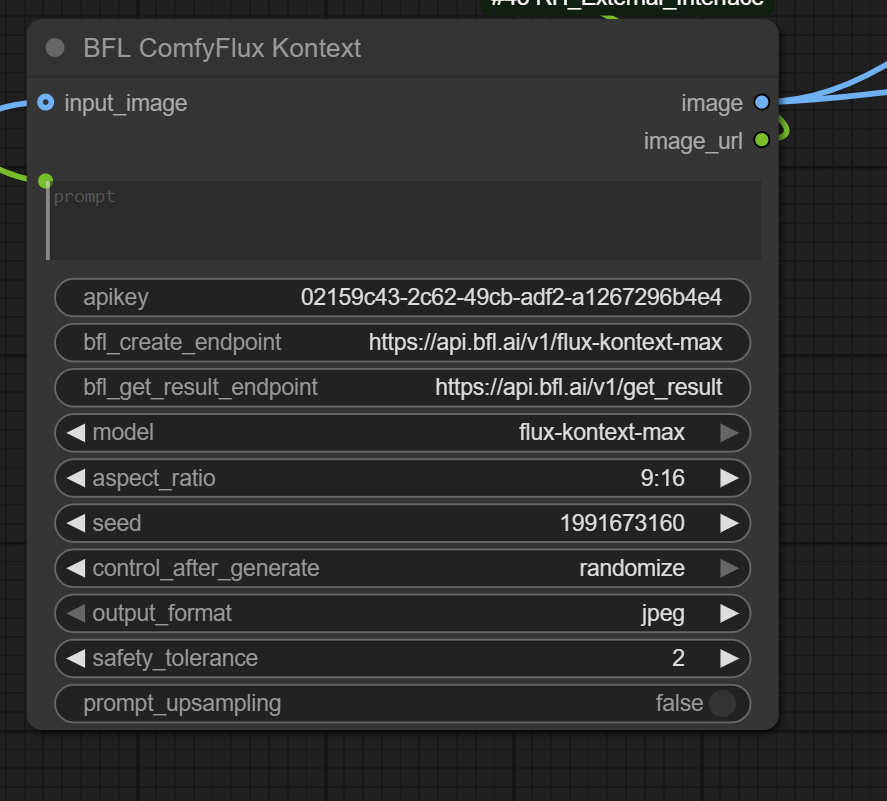 #40 RH_External_Interface
BFL ComfyFlux Kontext
input_image
image
image_url
prompt
apikey 02159c43-2c62-49cb-adf2-a1267296b4e4
bfl_create_endpoint https://api.bfl.ai/v1/flux-kontext-max
bfl_get_result_endpoint https://api.bfl.ai/v1/get_result
model flux-kontext-max
aspect_ratio 9:16
seed 1991673160
control_after_generate randomize
output_format jpeg
safety_tolerance 2
prompt_upsampling false